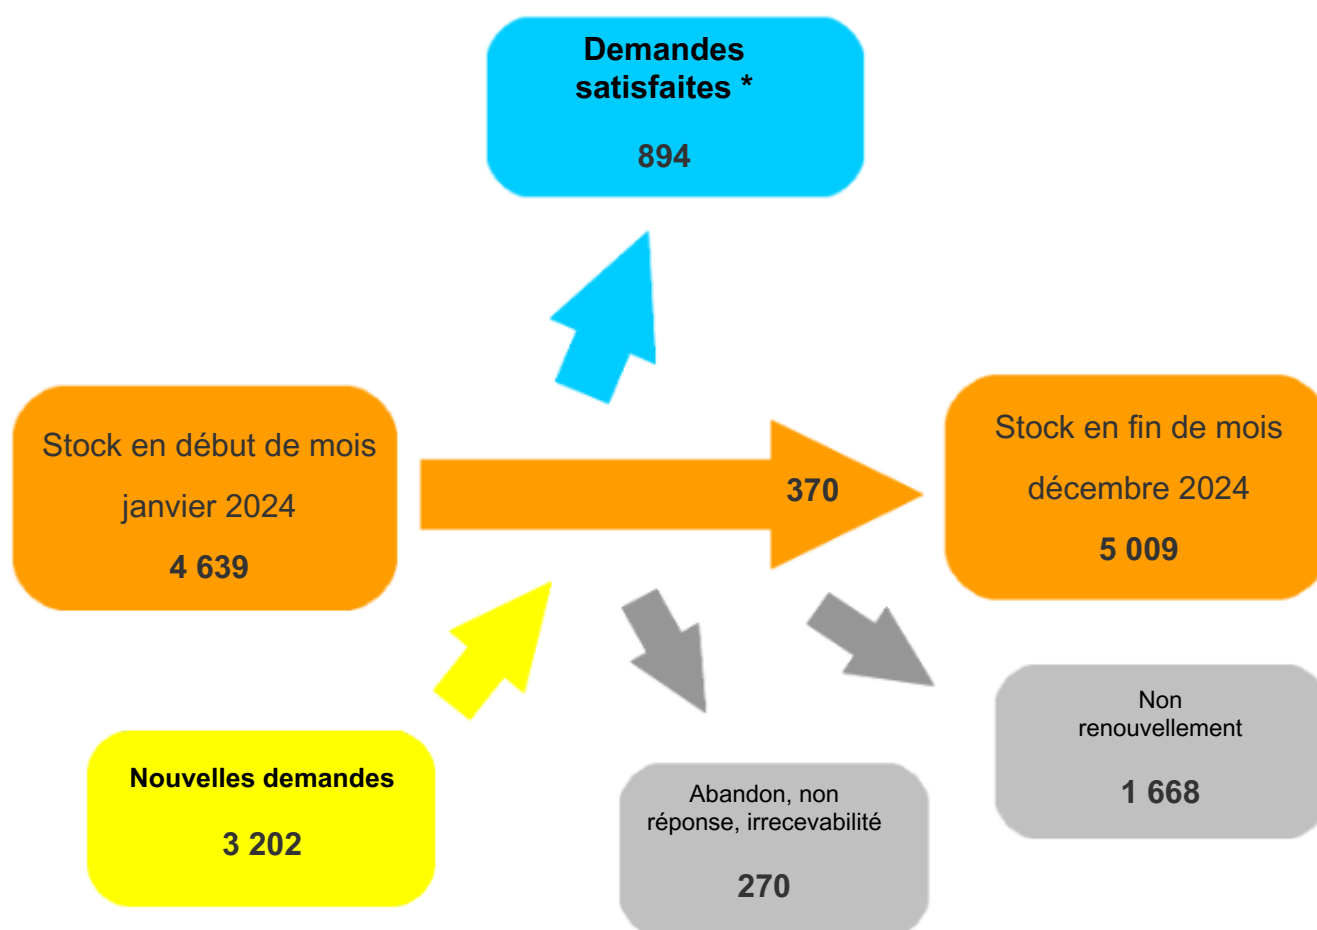 Demandes
satisfaites *
894
Stock en début de mois
janvier 2024
4 639
370
Stock en fin de mois
décembre 2024
5 009
Nouvelles demandes
3 202
Abandon, non
réponse, irrecevabilité
270
Non
renouvellement
1 668